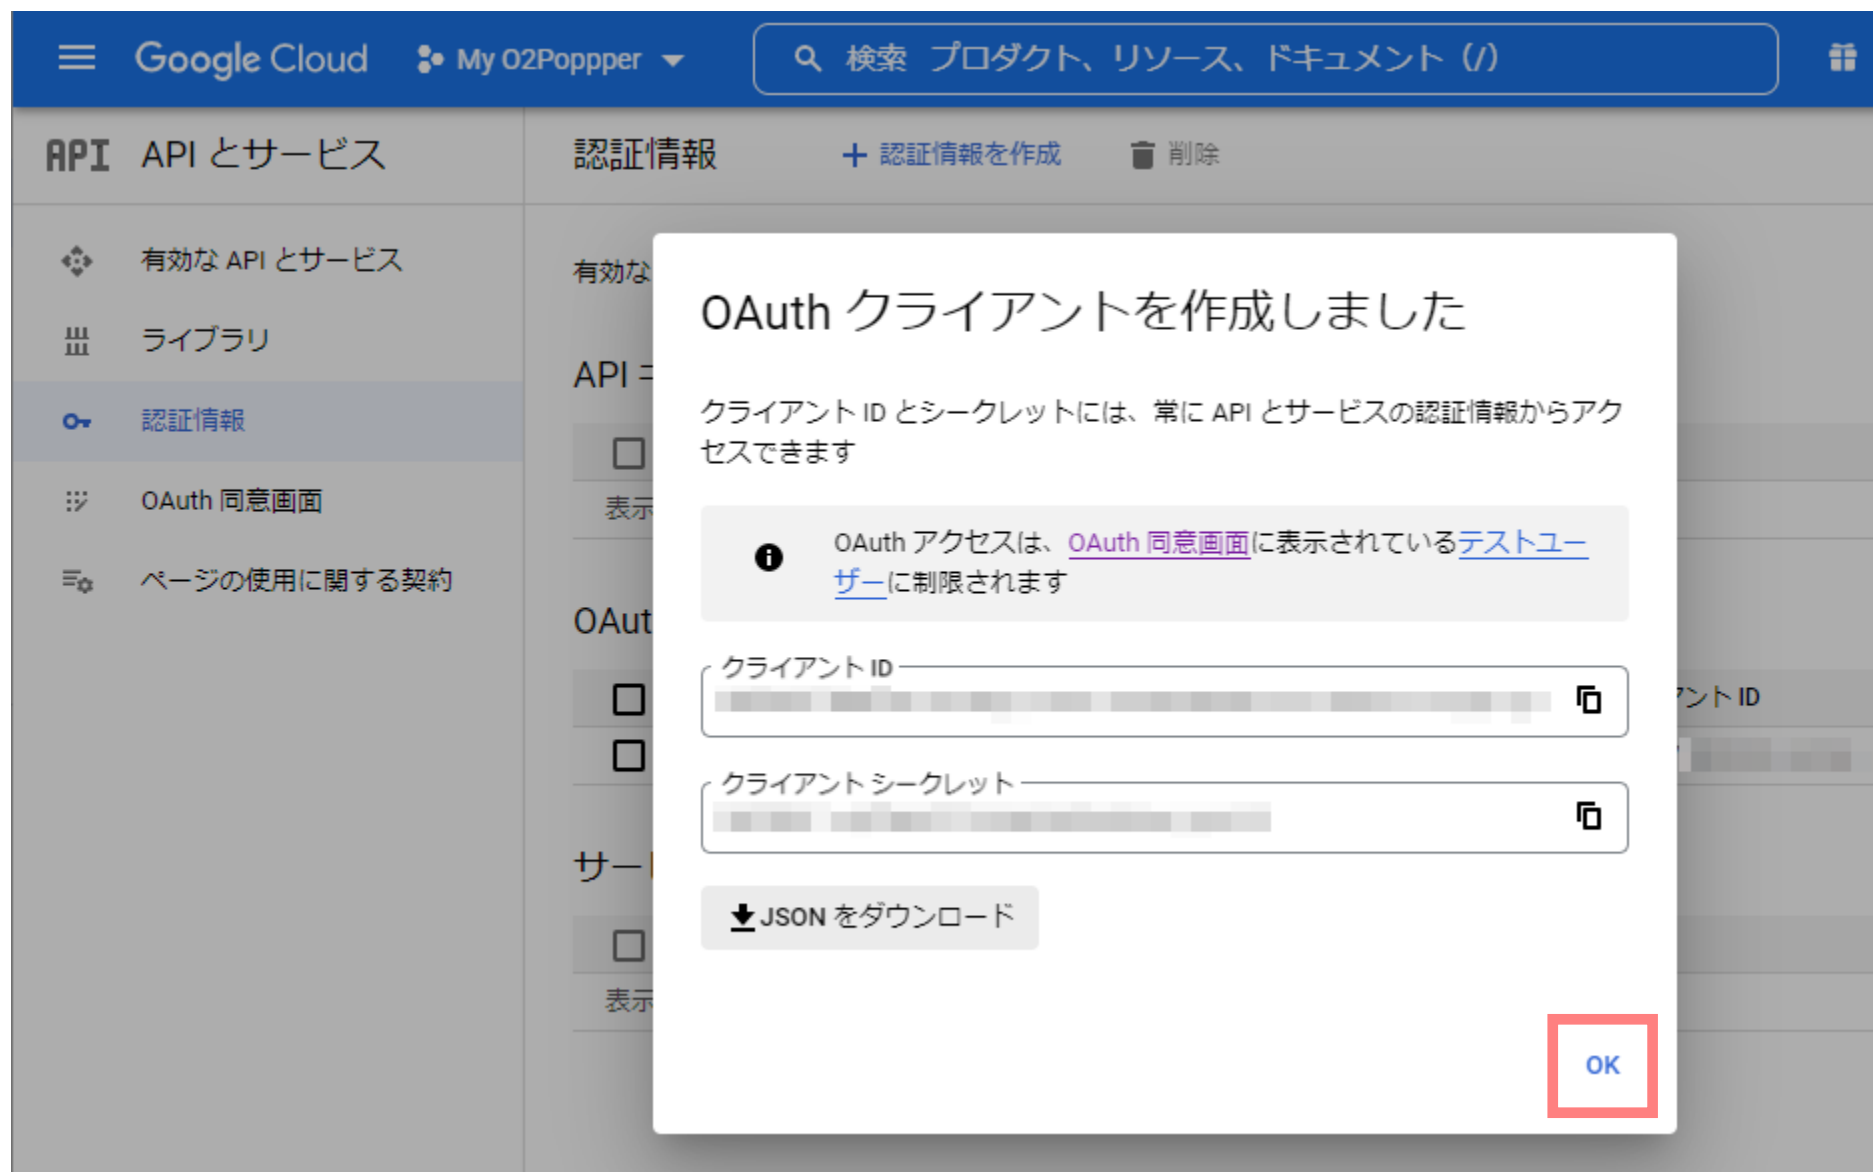 Google Cloud
My O2Poppper
検索 プロダクト、リソース、ドキュメント (/)
API API とサービス
認証情報
認証情報を作成
削除
有効な API とサービス
ライブラリ
認証情報
OAuth 同意画面
ページの使用に関する契約
有効な
API
表示
OAut
サー
表示
アント ID
OAuth クライアントを作成しました
クライアント ID とシークレットには、常に API とサービスの認証情報からアク
セスできます
OAuth アクセスは、OAuth 同意画面に表示されているテストユー
ザーに制限されます
クライアント ID
クライアント シークレット
JSON をダウンロード
OK